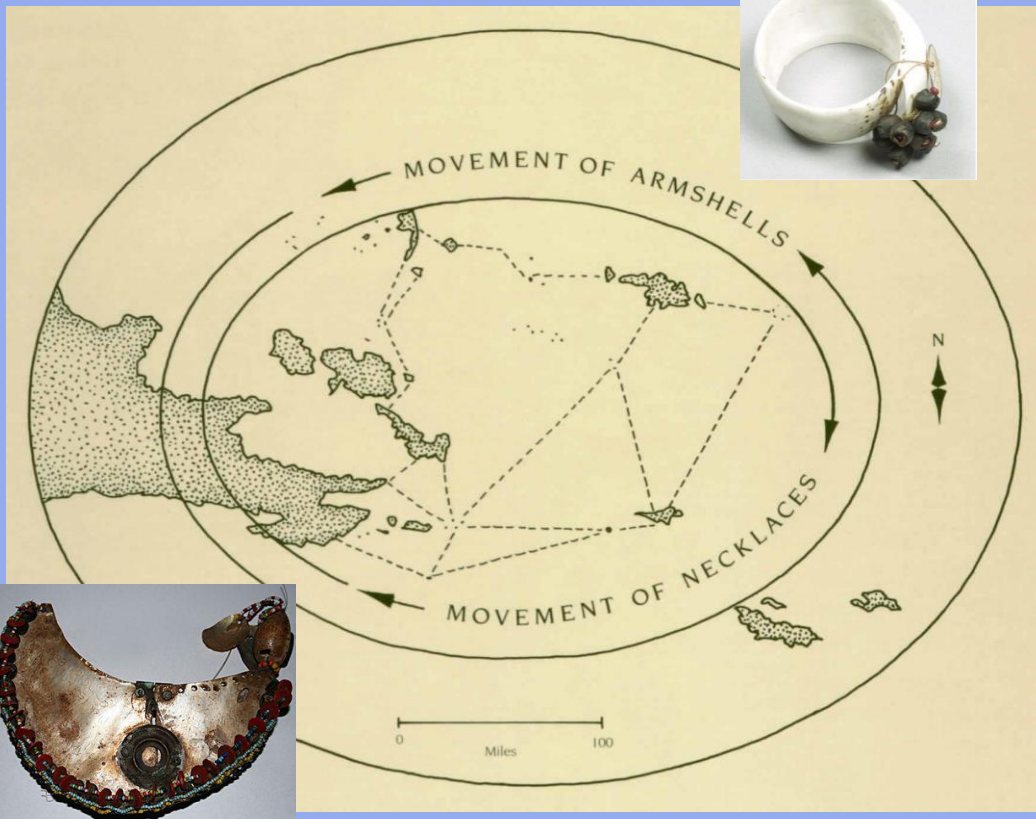 MOVEMENT OF ARMSHELLS
N
MOVEMENT OF NECKLACES
0 100
Miles